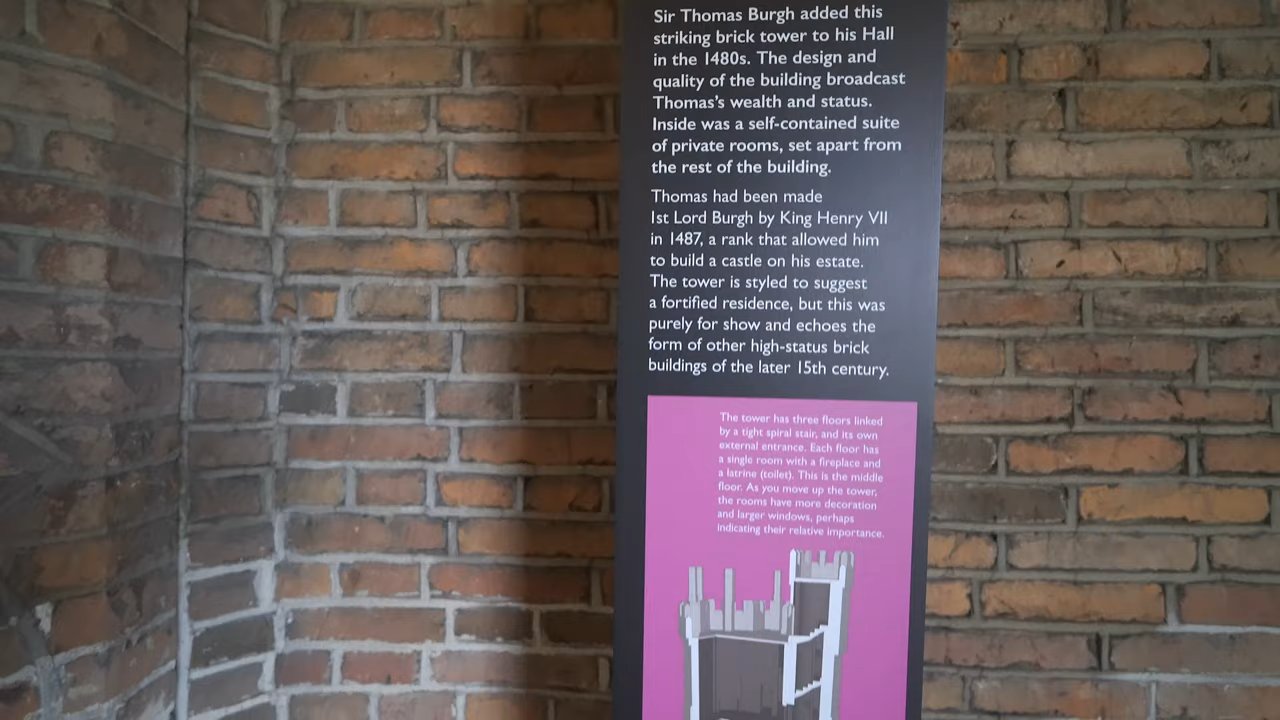 Sir Thomas Burgh added this
striking brick tower to his Hall
in the 1480s. The design and
quality of the building broadcast
Thomas's wealth and status.
Inside was a self-contained suite
of private rooms, set apart from
the rest of the building.
Thomas had been made
1st Lord Burgh by King Henry VII
in 1487, a rank that allowed him
to build a castle on his estate.
The tower is styled to suggest
a fortified residence, but this was
purely for show and echoes the
form of other high-status brick
buildings of the later 15th century.
The tower has three floors linked
by a tight spiral stair, and its own
external entrance. Each floor has
a single room with a fireplace and
a latrine (toilet). This is the middle
floor. As you move up the tower,
the rooms have more decoration
and larger windows, perhaps
indicating their relative importance.